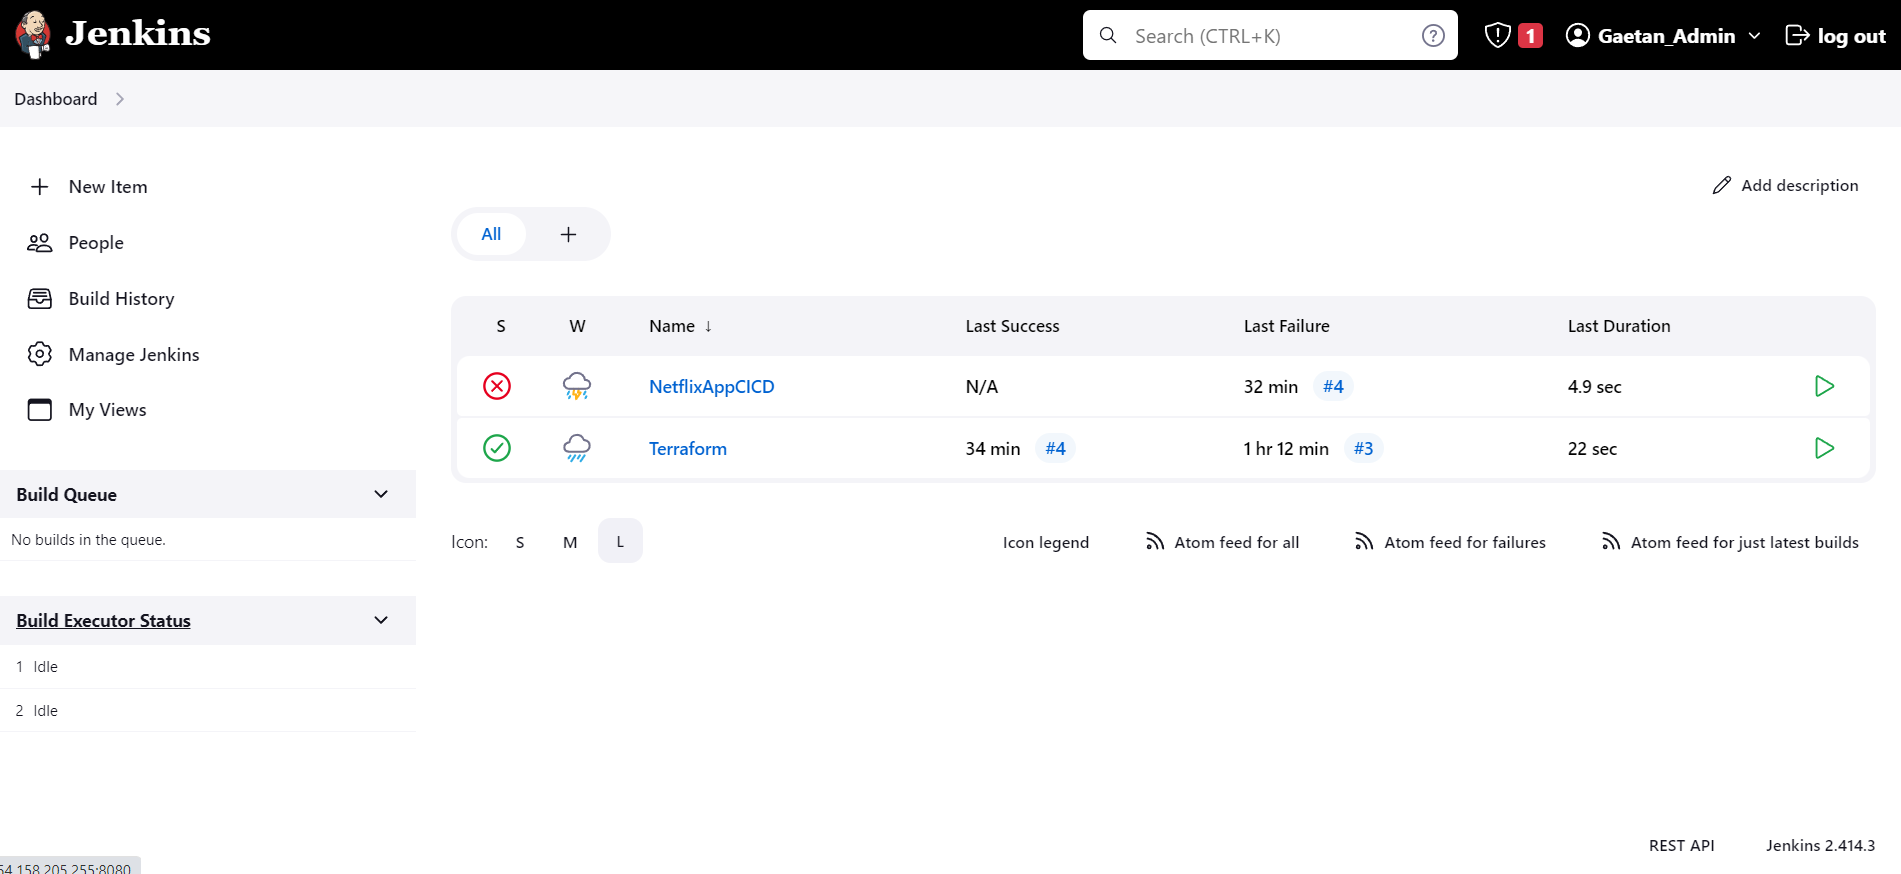 Jenkins
Search (CTRL+K)
1
Gaetan_Admin
log out
Dashboard
New Item
People
Build History
Manage Jenkins
My Views
Add description
All
S W Name ↓ Last Success Last Failure Last Duration
NetflixAppCICD N/A 32 min #4 4.9 sec
Terraform 34 min #4 1 hr 12 min #3 22 sec
Build Queue
No builds in the queue.
Icon: S M L
Icon legend
Atom feed for all
Atom feed for failures
Atom feed for just latest builds
Build Executor Status
1 Idle
2 Idle
REST API
Jenkins 2.414.3
54.158.205.255:8080